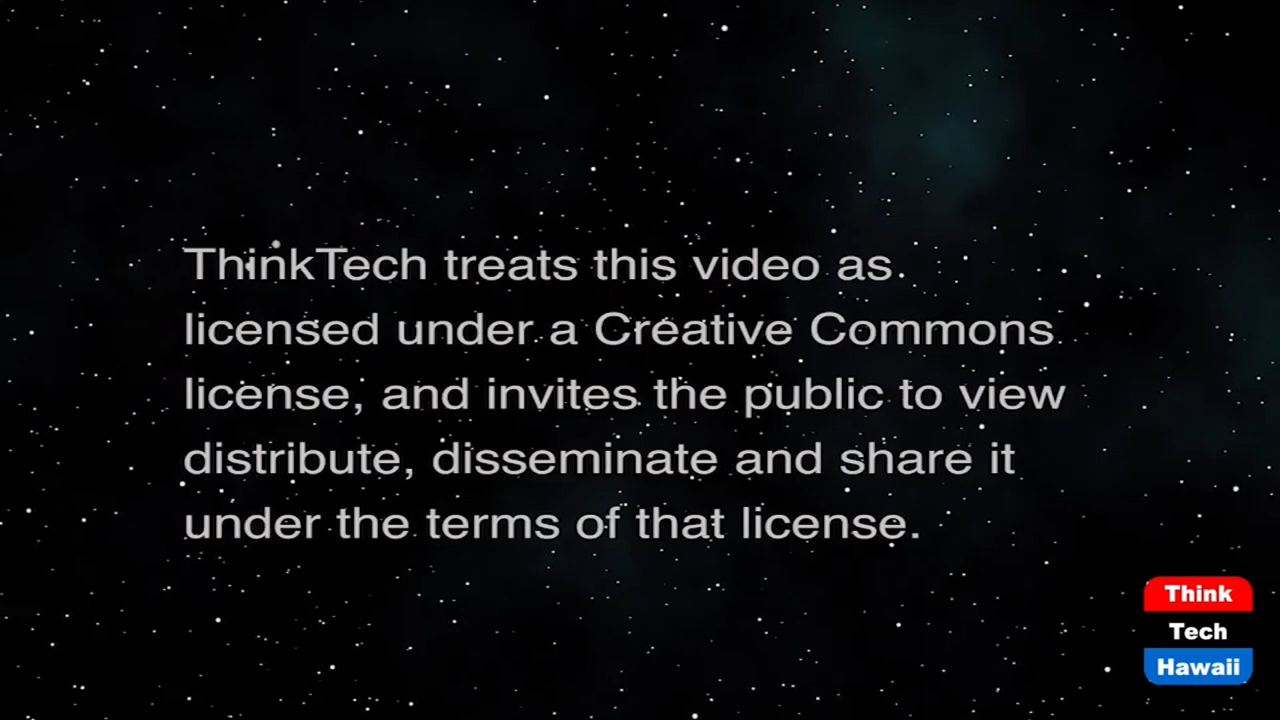 ThinkTech treats this video as
licensed under a Creative Commons
license, and invites the public to view
distribute, disseminate and share it
under the terms of that license.
Think
Tech
Hawaii